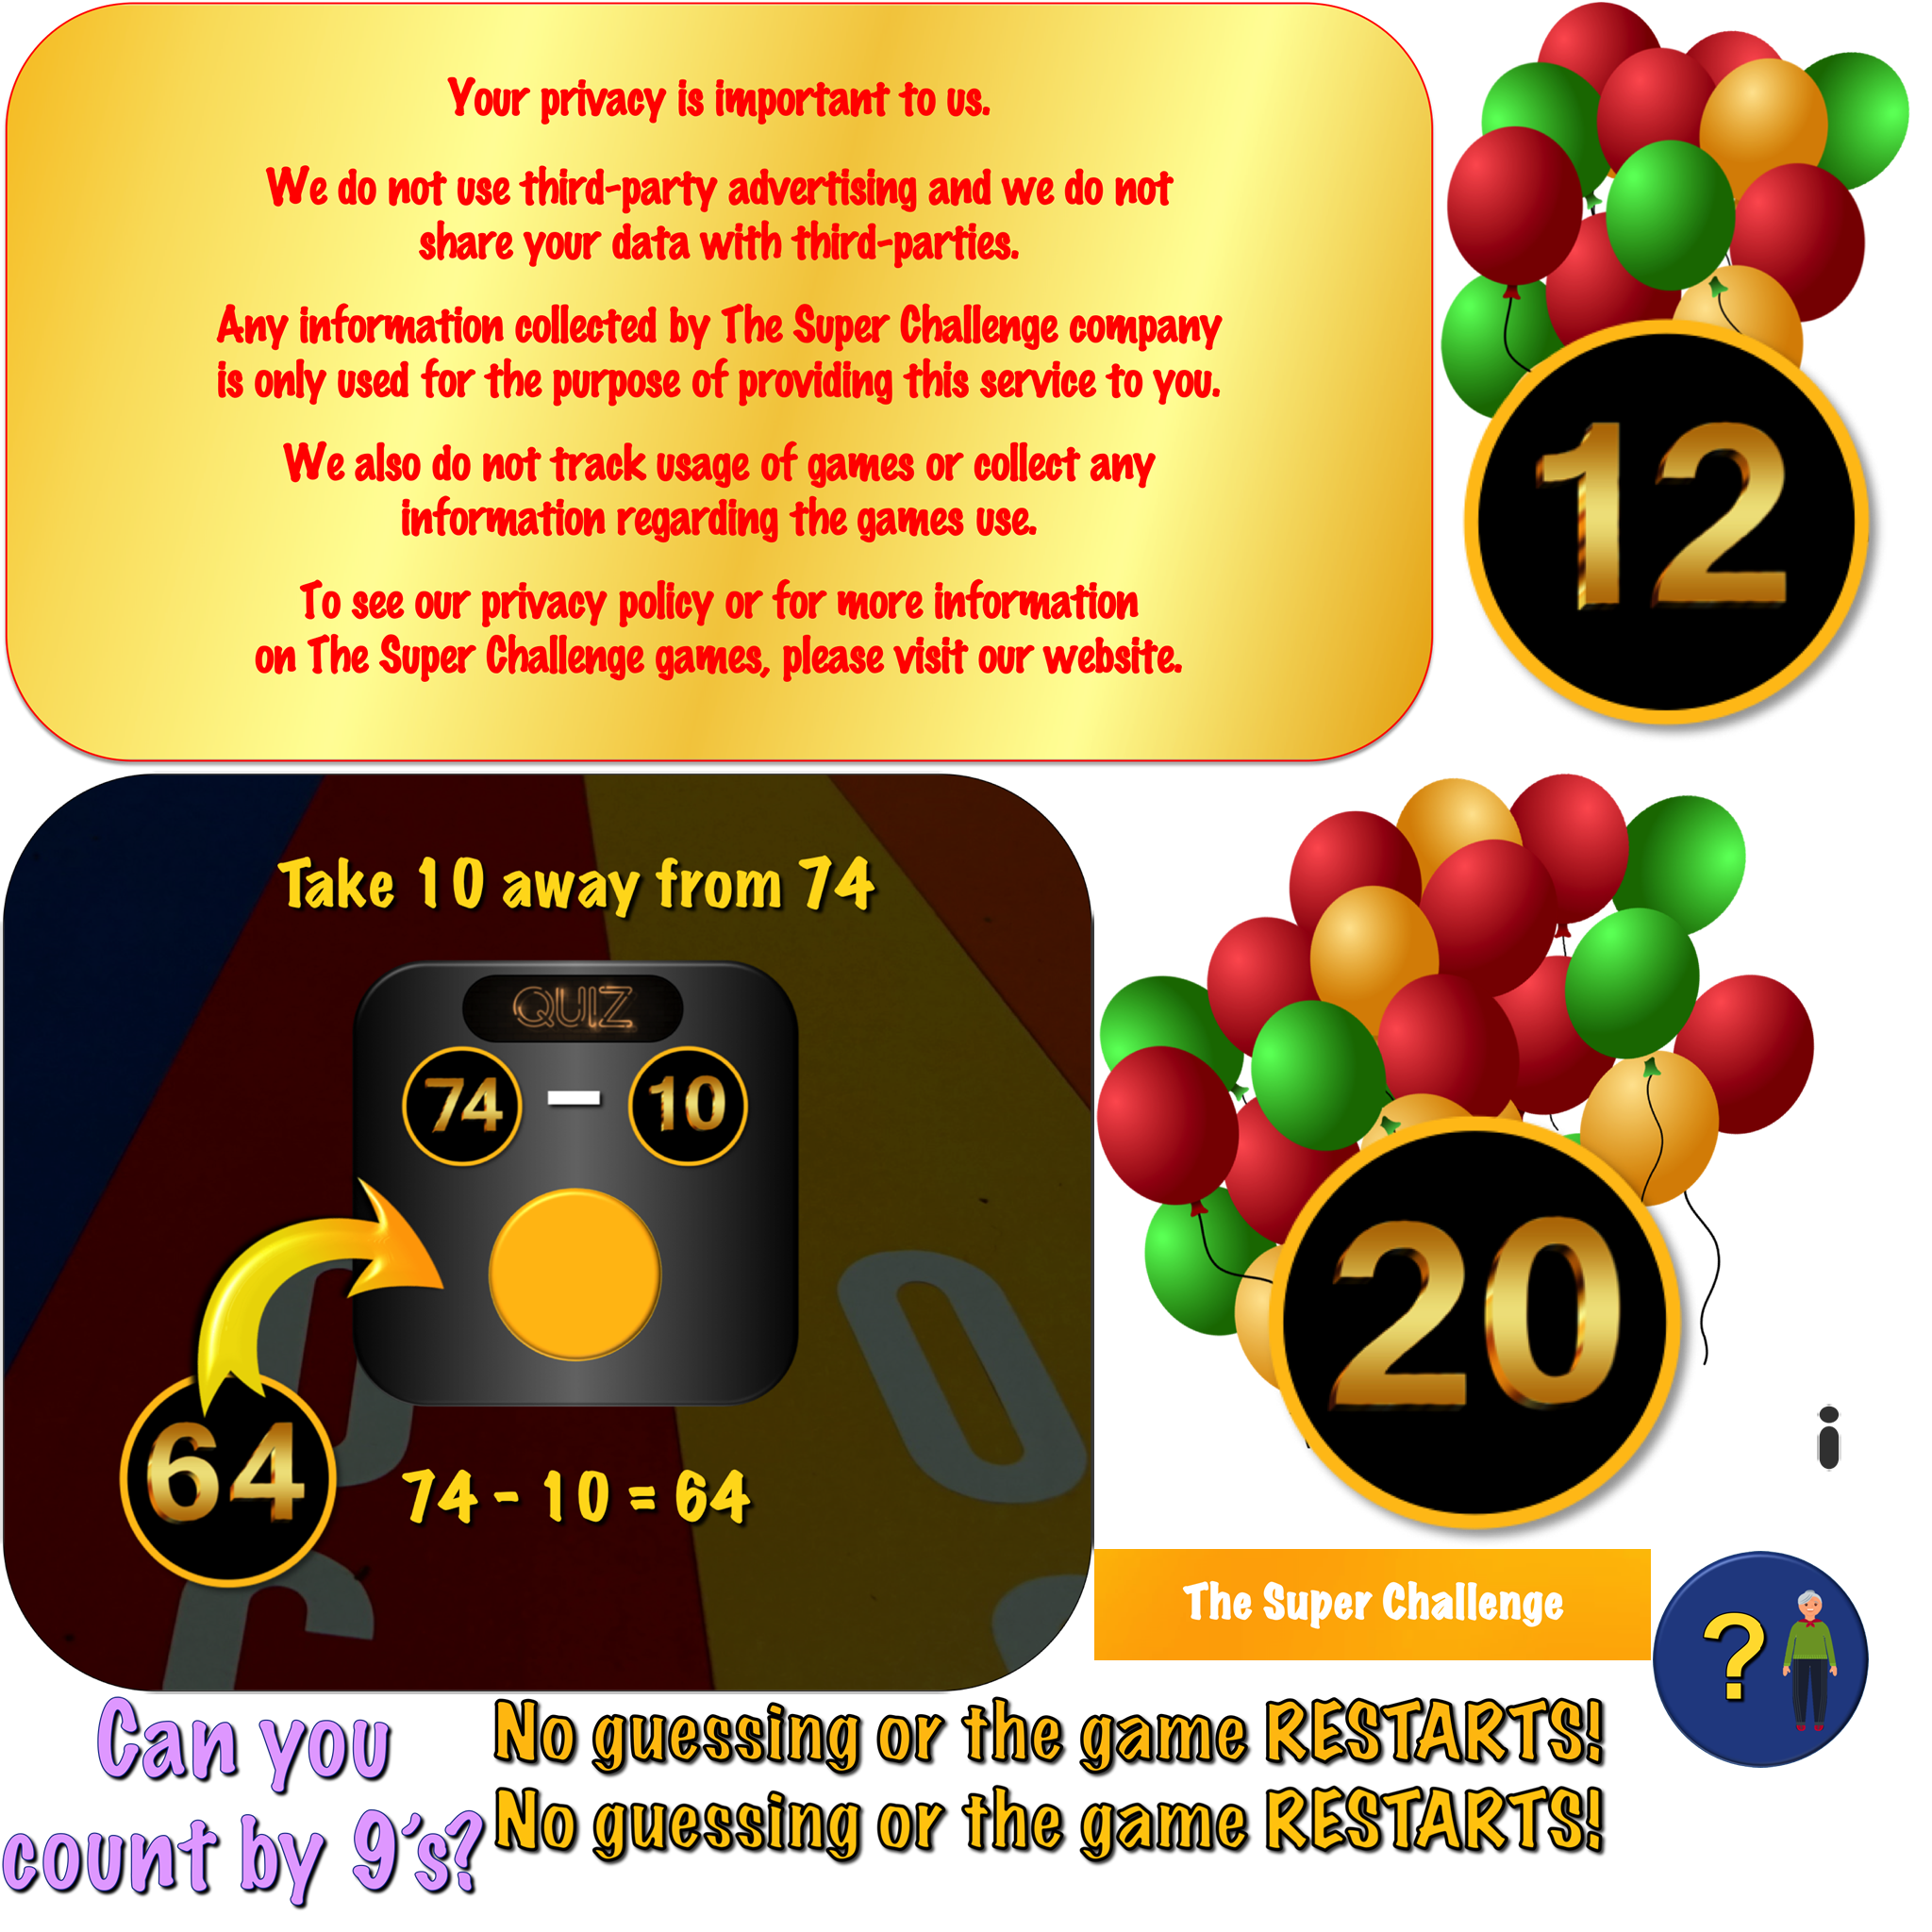 Your privacy is important to us.
We do not use third-party advertising and we do not
share your data with third-parties.
Any information collected by The Super Challenge company
is only used for the purpose of providing this service to you.
We also do not track usage of games or collect any
information regarding the games use.
To see our privacy policy or for more information
on The Super Challenge games, please visit our website.
12
Take 10 away from 74
QUIZ
74 - 10
64
74 - 10 = 64
0
20
i
The Super Challenge
?
Can you
count by 9's?
No guessing or the game RESTARTS!
No guessing or the game RESTARTS!